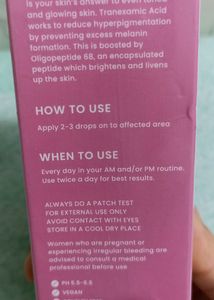 is your skin's answer to even toned
and glowing skin. Tranexamic Acid
works to reduce hyperpigmentation
by preventing excess melanin
formation. This is boosted by
Oligopeptide 68, an encapsulated
peptide which brightens and livens
up the skin.
HOW TO USE
Apply 2-3 drops on to affected area
WHEN TO USE
Every day in your AM and/or PM routine.
Use twice a day for best results.
ALWAYS DO A PATCH TEST
FOR EXTERNAL USE ONLY
AVOID CONTACT WITH EYES
STORE IN A COOL DRY PLACE
Women who are pregnant or
experiencing irregular bleeding are
advised to consult a medical
professional before use
PH 5.5-6.5
VEGAN